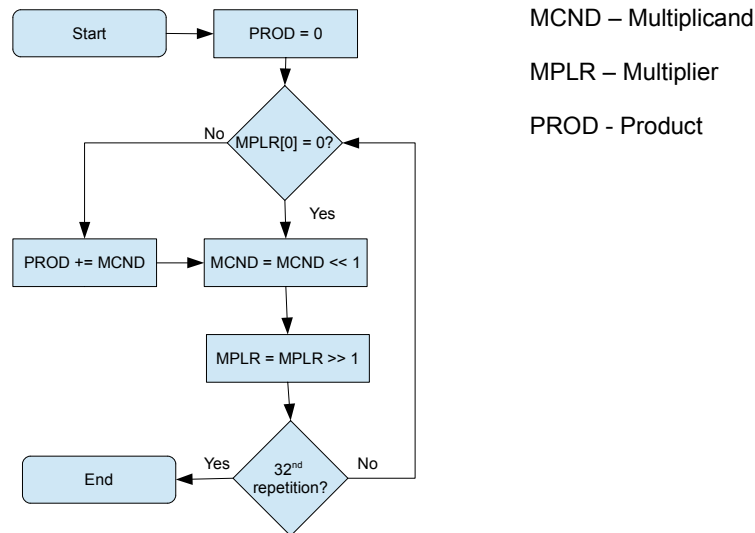 Start
PROD = 0
MCND – Multiplicand
MPLR – Multiplier
PROD - Product
No
MPLR[0] = 0?
Yes
PROD += MCND
MCND = MCND << 1
MPLR = MPLR >> 1
End
Yes
32nd
repetition?
No